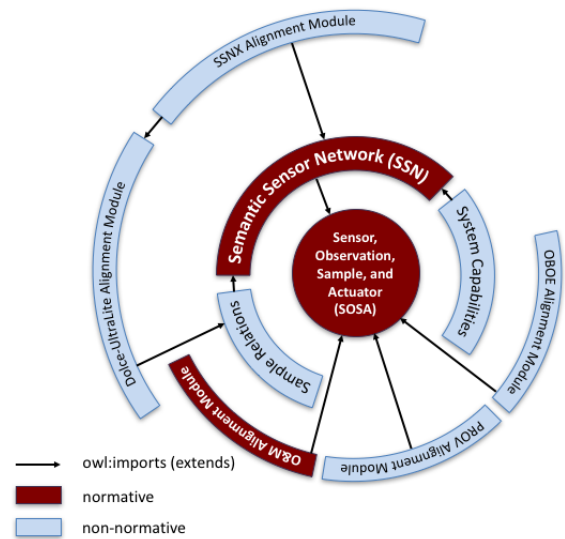 SSNX Alignment Module
Dolce-UltraLite Alignment Module
Semantic Sensor Network (SSN)
System Capabilities
OBOE Alignment Module
Sensor,
Observation,
Sample, and
Actuator
(SOSA)
Sample Relations
O&M Alignment Module
PROV Alignment Module
owl:imports (extends)
normative
non-normative